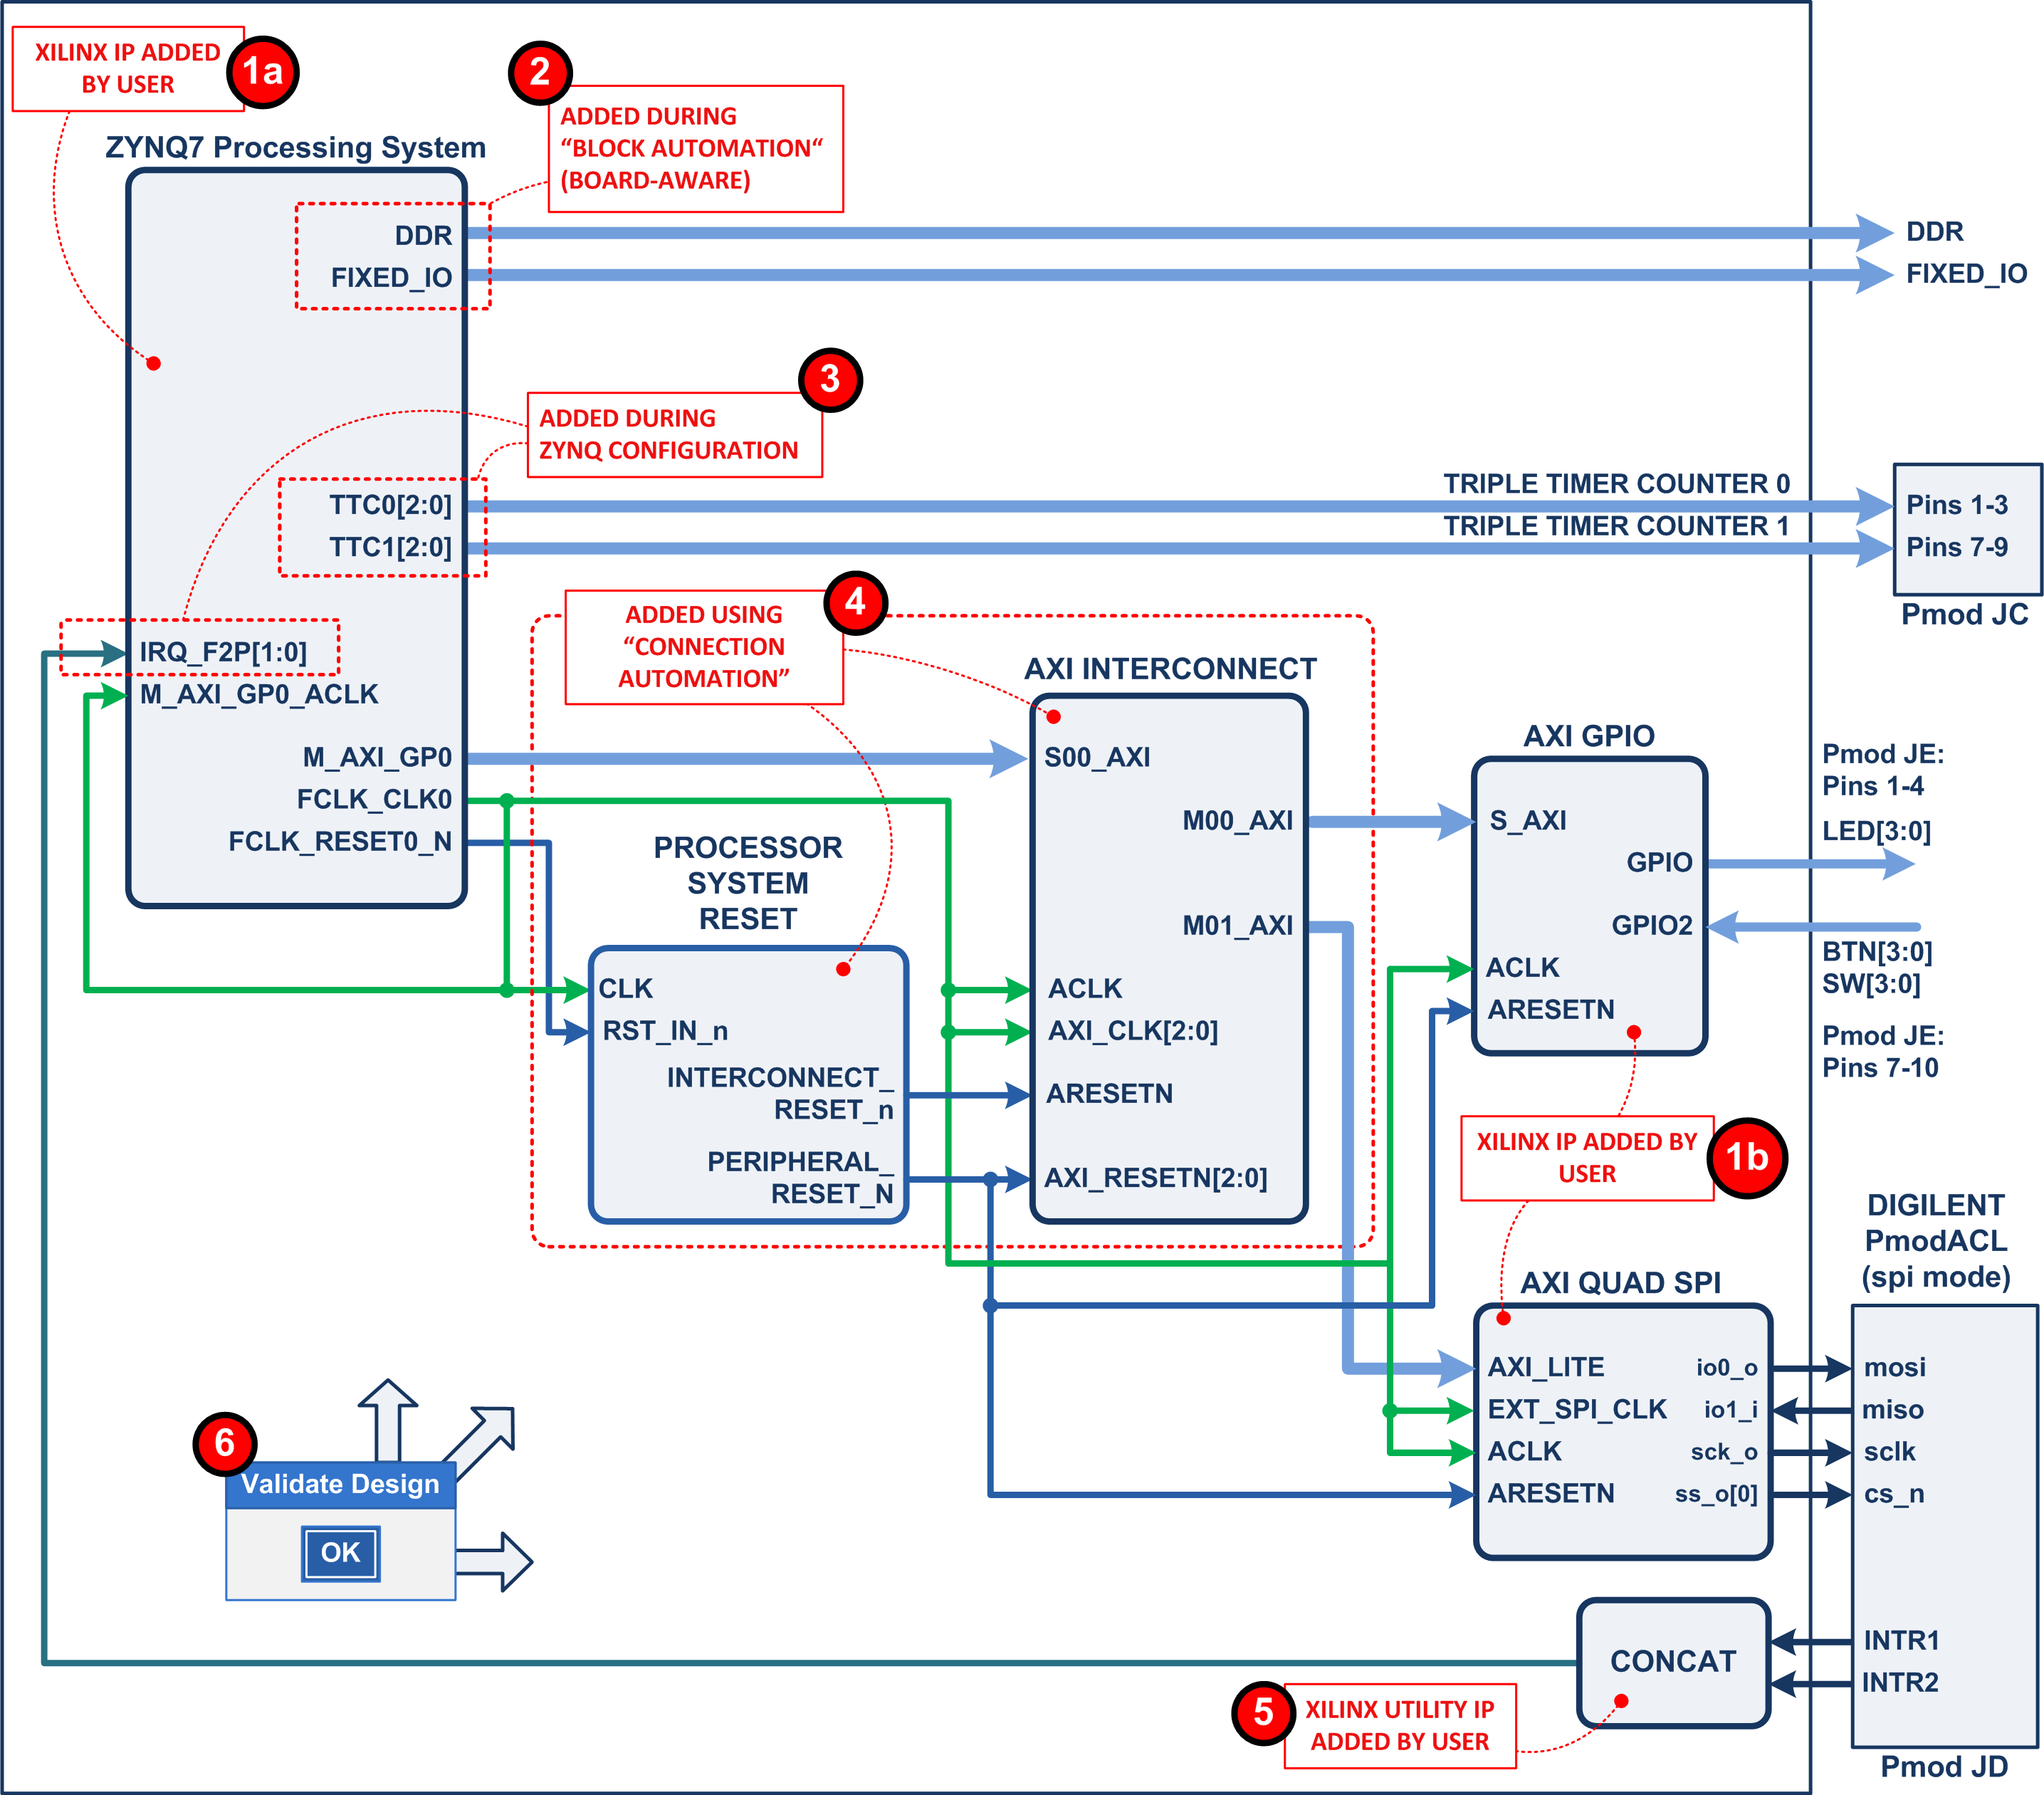 XILINX IP ADDED
BY USER
1a
2
ADDED DURING
“BLOCK AUTOMATION“
(BOARD-AWARE)
ZYNQ7 Processing System
DDR
FIXED_IO
DDR
FIXED_IO
3
ADDED DURING
ZYNQ CONFIGURATION
TTC0[2:0]
TTC1[2:0]
TRIPLE TIMER COUNTER 0
TRIPLE TIMER COUNTER 1
Pins 1-3
Pins 7-9
Pmod JC
IRQ_F2P[1:0]
M_AXI_GP0_ACLK
M_AXI_GP0
FCLK_CLK0
FCLK_RESET0_N
4
ADDED USING
“CONNECTION
AUTOMATION”
PROCESSOR
SYSTEM
RESET
CLK
RST_IN_n
INTERCONNECT_
RESET_n
PERIPHERAL_
RESET_N
AXI INTERCONNECT
S00_AXI
M00_AXI
M01_AXI
ACLK
AXI_CLK[2:0]
ARESETN
AXI_RESETN[2:0]
AXI GPIO
S_AXI
GPIO
GPIO2
ACLK
ARESETN
Pmod JE:
Pins 1-4
LED[3:0]
BTN[3:0]
SW[3:0]
Pmod JE:
Pins 7-10
XILINX IP ADDED BY
USER
1b
AXI QUAD SPI
AXI_LITE
EXT_SPI_CLK
ACLK
ARESETN
io0_o
io1_i
sck_o
ss_o[0]
DIGILENT
PmodACL
(spi mode)
mosi
miso
sclk
cs_n
INTR1
INTR2
Pmod JD
6
Validate Design
OK
CONCAT
5
XILINX UTILITY IP
ADDED BY USER